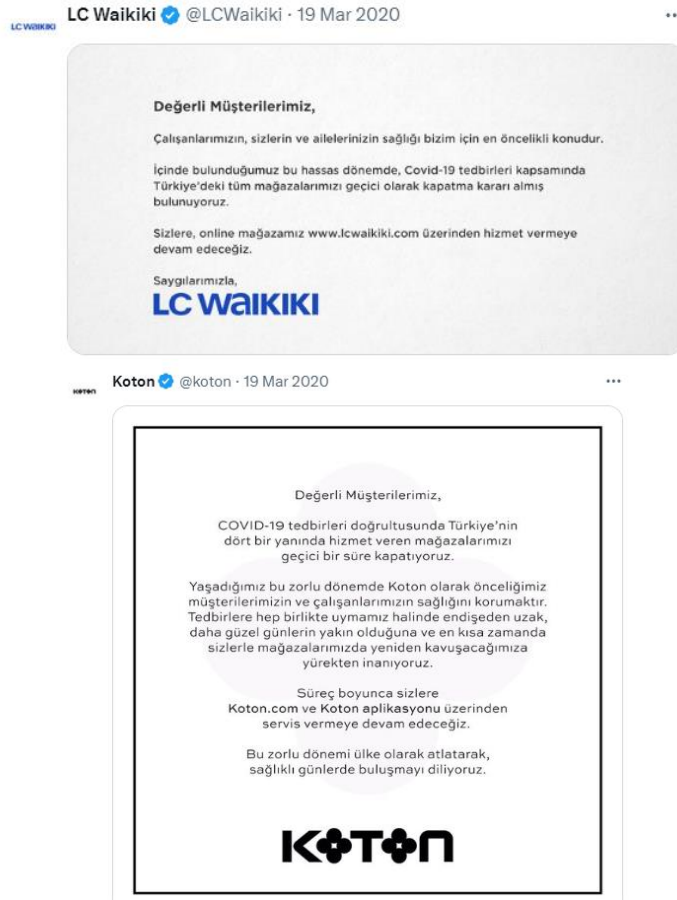 LC Waikiki @LCWaikiki · 19 Mar 2020
LC WAIKIKI
Değerli Müşterilerimiz,
Çalışanlarımızın, sizlerin ve ailelerinizin sağlığı bizim için en öncelikli konudur.
İçinde bulunduğumuz bu hassas dönemde, Covid-19 tedbirleri kapsamında
Türkiye'deki tüm mağazalarımızı geçici olarak kapatma kararı almış
bulunuyoruz.
Sizlere, online mağazamız www.lcwaikiki.com üzerinden hizmet vermeye
devam edeceğiz.
Saygılarımızla,
LC WAIKIKI
Koton @koton · 19 Mar 2020
KOTON
Değerli Müşterilerimiz,
COVID-19 tedbirleri doğrultusunda Türkiye'nin
dört bir yanında hizmet veren mağazalarımızı
geçici bir süre kapatıyoruz.
Yaşadığımız bu zorlu dönemde Koton olarak önceliğimiz
müşterilerimizin ve çalışanlarımızın sağlığını korumaktır.
Tedbirlere hep birlikte uymamız halinde endişeden uzak,
daha güzel günlerin yakın olduğuna ve en kısa zamanda
sizlerle mağazalarımızda yeniden kavuşacağımıza
yürekten inanıyoruz.
Süreç boyunca sizlere
Koton.com ve Koton aplikasyonu üzerinden
servis vermeye devam edeceğiz.
Bu zorlu dönemi ülke olarak atlatarak,
sağlıklı günlerde buluşmayı diliyoruz.
KOTON